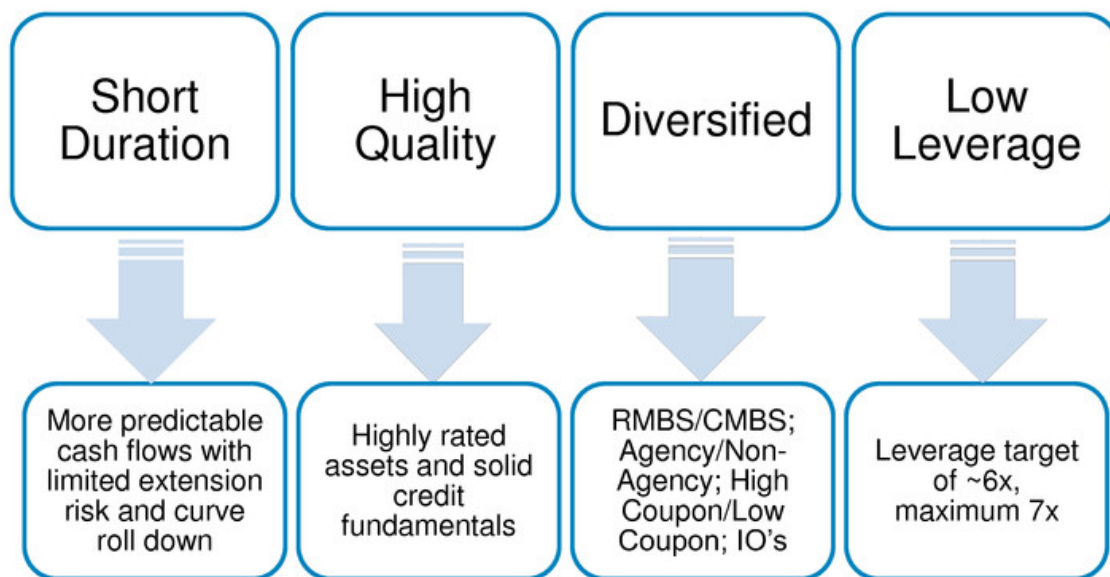 Short
Duration
High
Quality
Diversified
Low
Leverage
More predictable
cash flows with
limited extension
risk and curve
roll down
Highly rated
assets and solid
credit
fundamentals
RMBS/CMBS;
Agency/Non-
Agency; High
Coupon/Low
Coupon; IO's
Leverage target
of ~6x,
maximum 7x